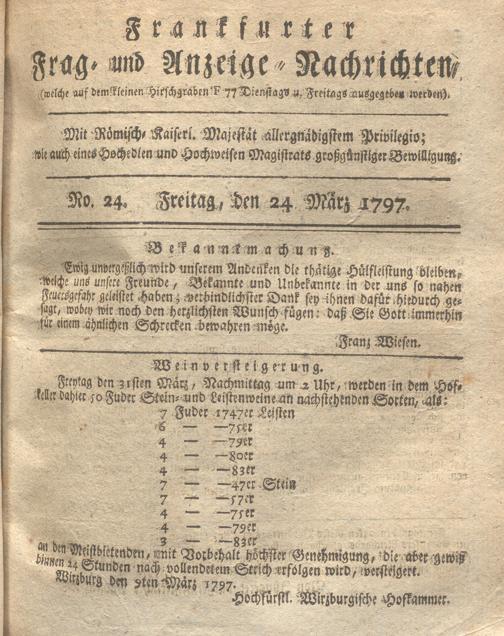 Frankfurter
Frag- und Anzeige-Nachrichten,
(welche auf dem kleinen Hirschgraben F 77 Dienstags u. Freitags ausgegeben werden).
Mit Römisch-Kaiserl. Majestät allergnädigstem Privilegio;
wie auch eines Hochedlen und Hochweisen Magistrats großgünstiger Bewilligung.
No. 24. Freitag, den 24 März 1797.
Bekanntmachung.
Ewig unvergeßlich wird unserem Andenken die thätige Hülfleistung bleiben,
welche uns unsere Freunde, Bekannte und Unbekannte in der uns so nahen
Feuersgefahr geleistet haben; verbindlichster Dank sey ihnen dafür hiedurch ge-
sagt, wobey wir noch den herzlichsten Wunsch fügen: daß Sie Gott immerhin
für einem ähnlichen Schrecken bewahren möge.
Franz Wiesen.
Weinversteigerung.
Freytag den 31sten März, Nachmittag um 2 Uhr, werden in dem Hof-
keller dahier 50 Fuder Stein- und Leistenweine an nachstehenden Sorten, als:
7 Fuder 1747er Leisten
6 — —75er
4 — —79er
4 — —80er
4 — —83er
7 — —47er Stein
7 — —57er
4 — —75er
4 — —79er
3 — —83er
an den Meistbietenden, mit Vorbehalt höchster Genehmigung, die aber gewiß
binnen 24 Stunden nach vollendetem Strich erfolgen wird, versteigert.
Wirzburg den 9ten März 1797.
Hochfürstl. Wirzburgische Hofkammer.